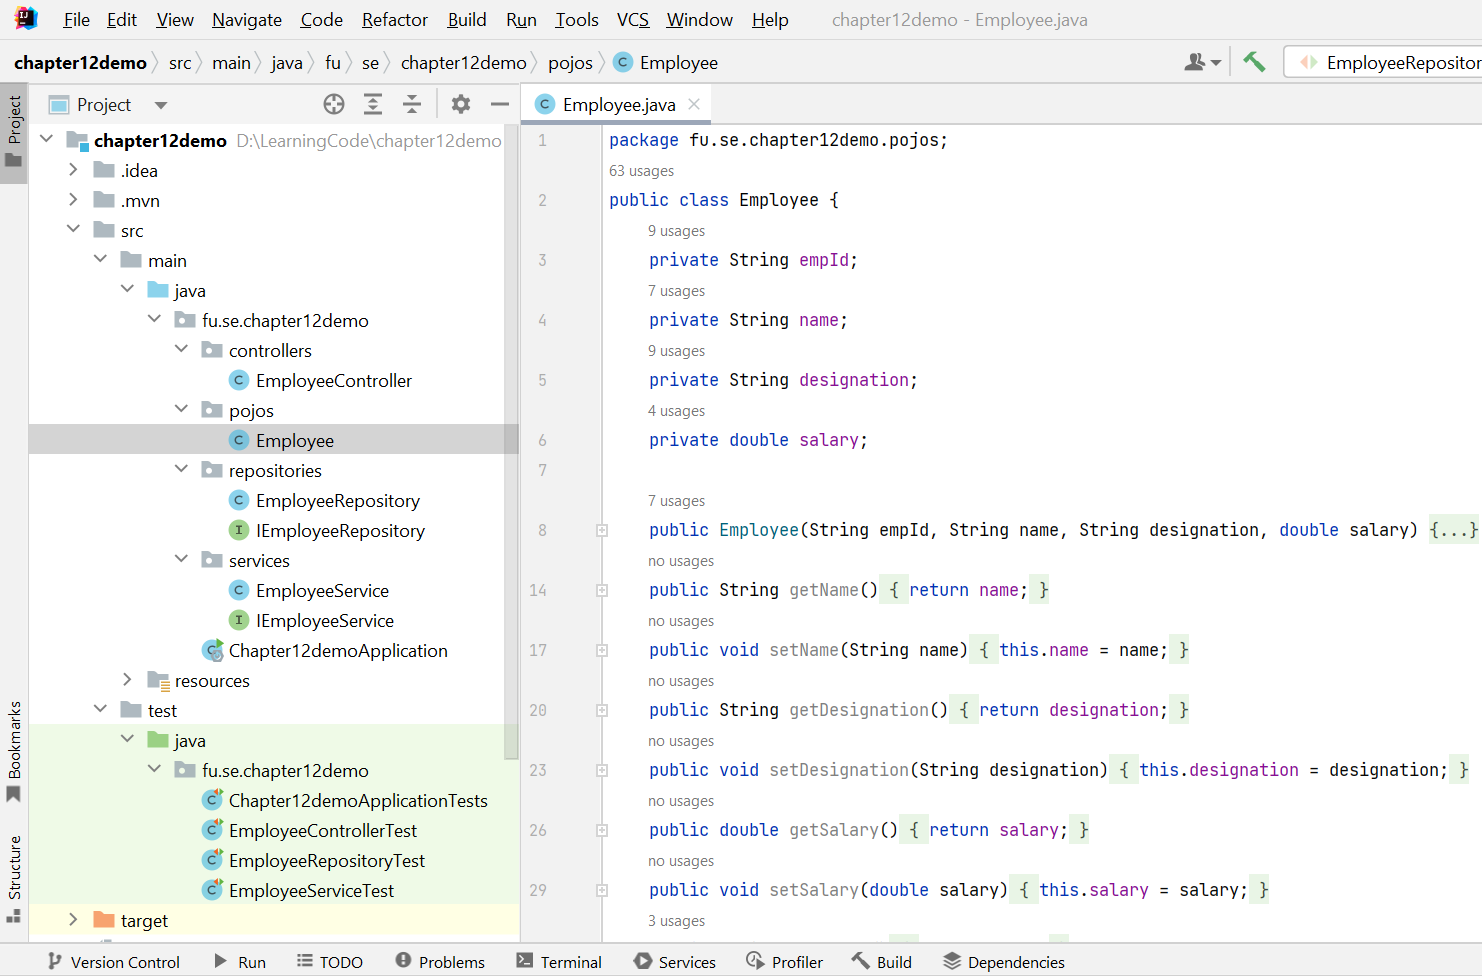 File Edit View Navigate Code Refactor Build Run Tools VCS Window Help chapter12demo - Employee.java
chapter12demo src main java fu se chapter12demo pojos Employee
Project
Employee.java
chapter12demo D:\LearningCode\chapter12demo
.idea
.mvn
src
main
java
fu.se.chapter12demo
controllers
EmployeeController
pojos
Employee
repositories
EmployeeRepository
IEmployeeRepository
services
EmployeeService
IEmployeeService
Chapter12demoApplication
resources
test
java
fu.se.chapter12demo
Chapter12demoApplicationTests
EmployeeControllerTest
EmployeeRepositoryTest
EmployeeServiceTest
target
Project
Bookmarks
Structure
1 package fu.se.chapter12demo.pojos;
63 usages
2 public class Employee {
9 usages
3 private String empId;
7 usages
4 private String name;
9 usages
5 private String designation;
4 usages
6 private double salary;
7
7 usages
8 public Employee(String empId, String name, String designation, double salary) {...}
no usages
14 public String getName() { return name; }
no usages
17 public void setName(String name) { this.name = name; }
no usages
20 public String getDesignation() { return designation; }
no usages
23 public void setDesignation(String designation) { this.designation = designation; }
no usages
26 public double getSalary() { return salary; }
no usages
29 public void setSalary(double salary) { this.salary = salary; }
3 usages
Version Control Run TODO Problems Terminal Services Profiler Build Dependencies